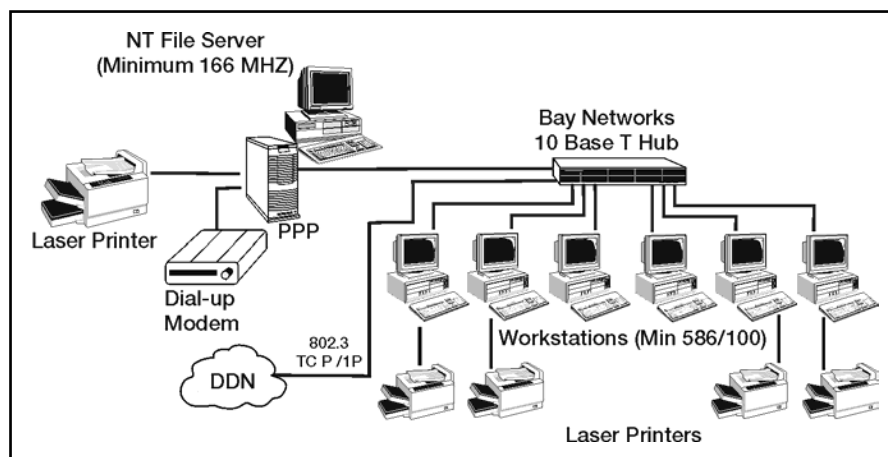 NT File Server
(Minimum 166 MHZ)
Bay Networks
10 Base T Hub
Laser Printer
PPP
Dial-up
Modem
Workstations (Min 586/100)
802.3
TC P /1P
DDN
Laser Printers